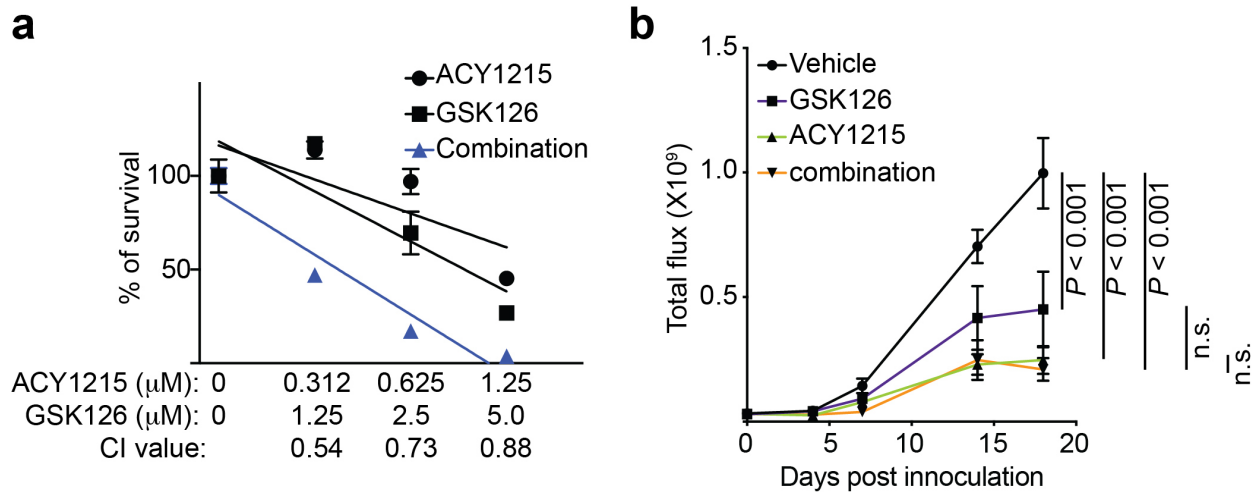 a
ACY1215
GSK126
Combination
% of survival
100
50
ACY1215 (μM): 0 0.312 0.625 1.25
GSK126 (μM): 0 1.25 2.5 5.0
CI value: 0.54 0.73 0.88
b
Vehicle
GSK126
ACY1215
combination
Total flux (X10⁹)
1.5
1.0
0.5
0 5 10 15 20
Days post innoculation
P < 0.001
P < 0.001
P < 0.001
n.s.
n.s.